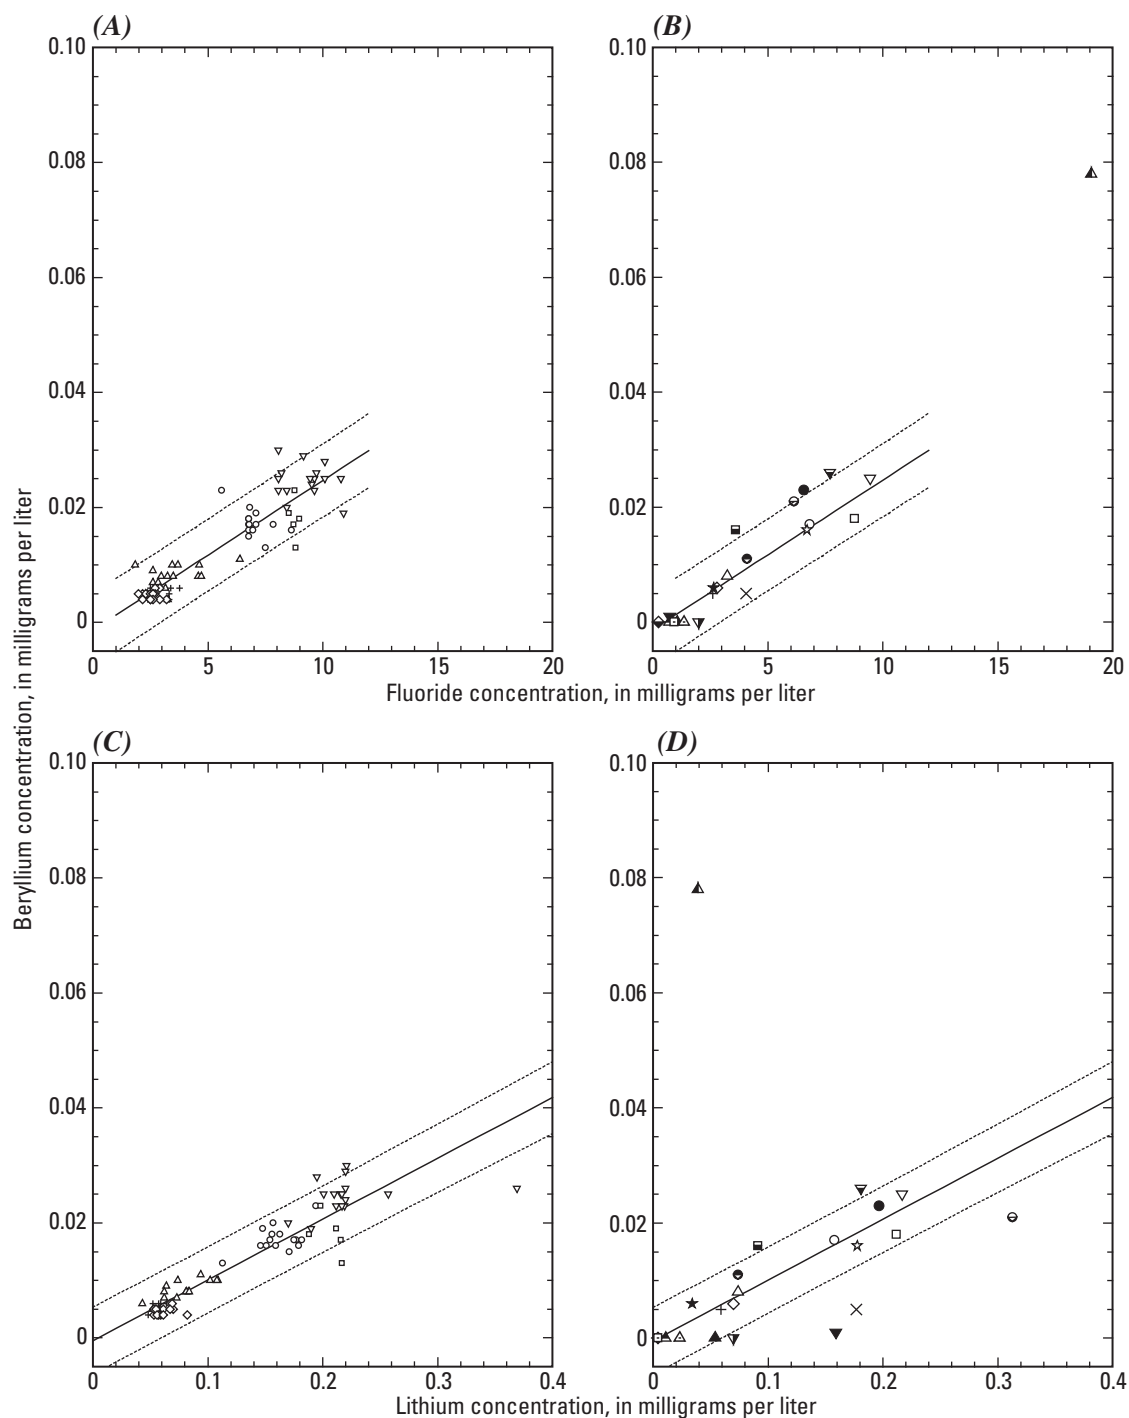 (A) (B)
0.10 0.10
0.08 0.08
0.06 0.06
0.04 0.04
0.02 0.02
0 0
0 5 10 15 20 0 5 10 15 20
Fluoride concentration, in milligrams per liter
Beryllium concentration, in milligrams per liter
(C) (D)
0.10 0.10
0.08 0.08
0.06 0.06
0.04 0.04
0.02 0.02
0 0
0 0.1 0.2 0.3 0.4 0 0.1 0.2 0.3 0.4
Lithium concentration, in milligrams per liter